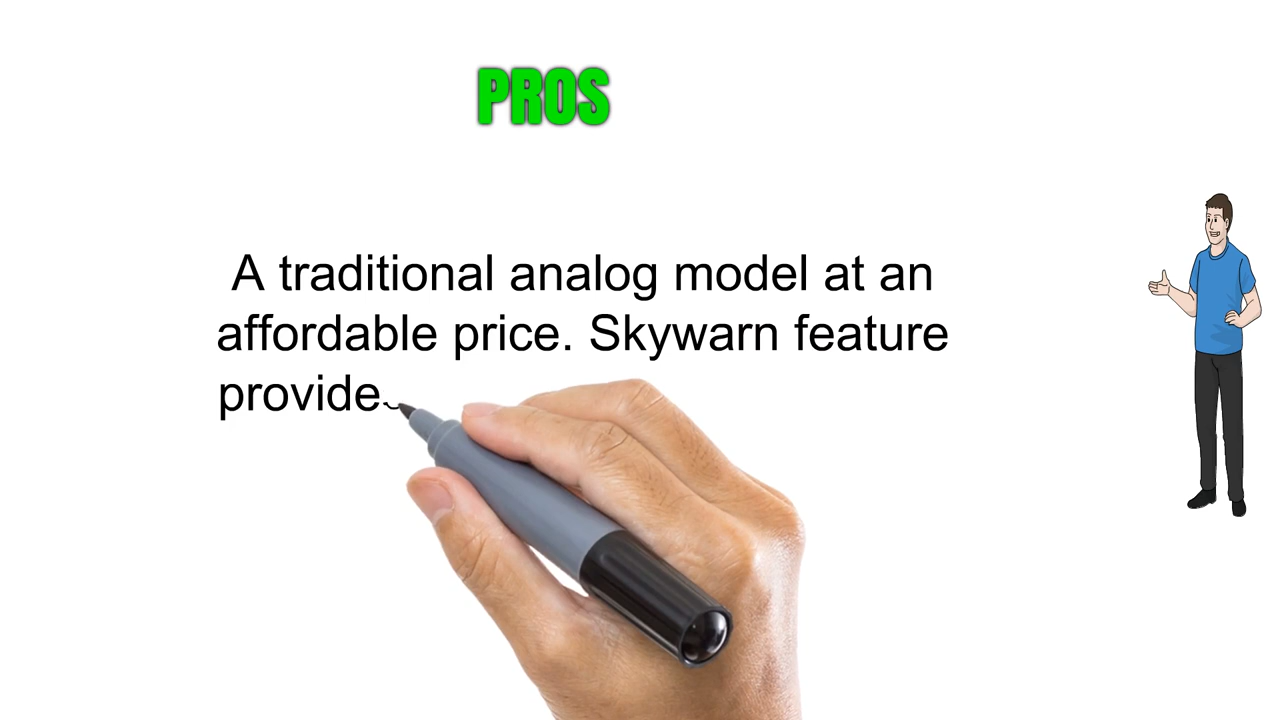 PROS
A traditional analog model at an
affordable price. Skywarn feature
provide